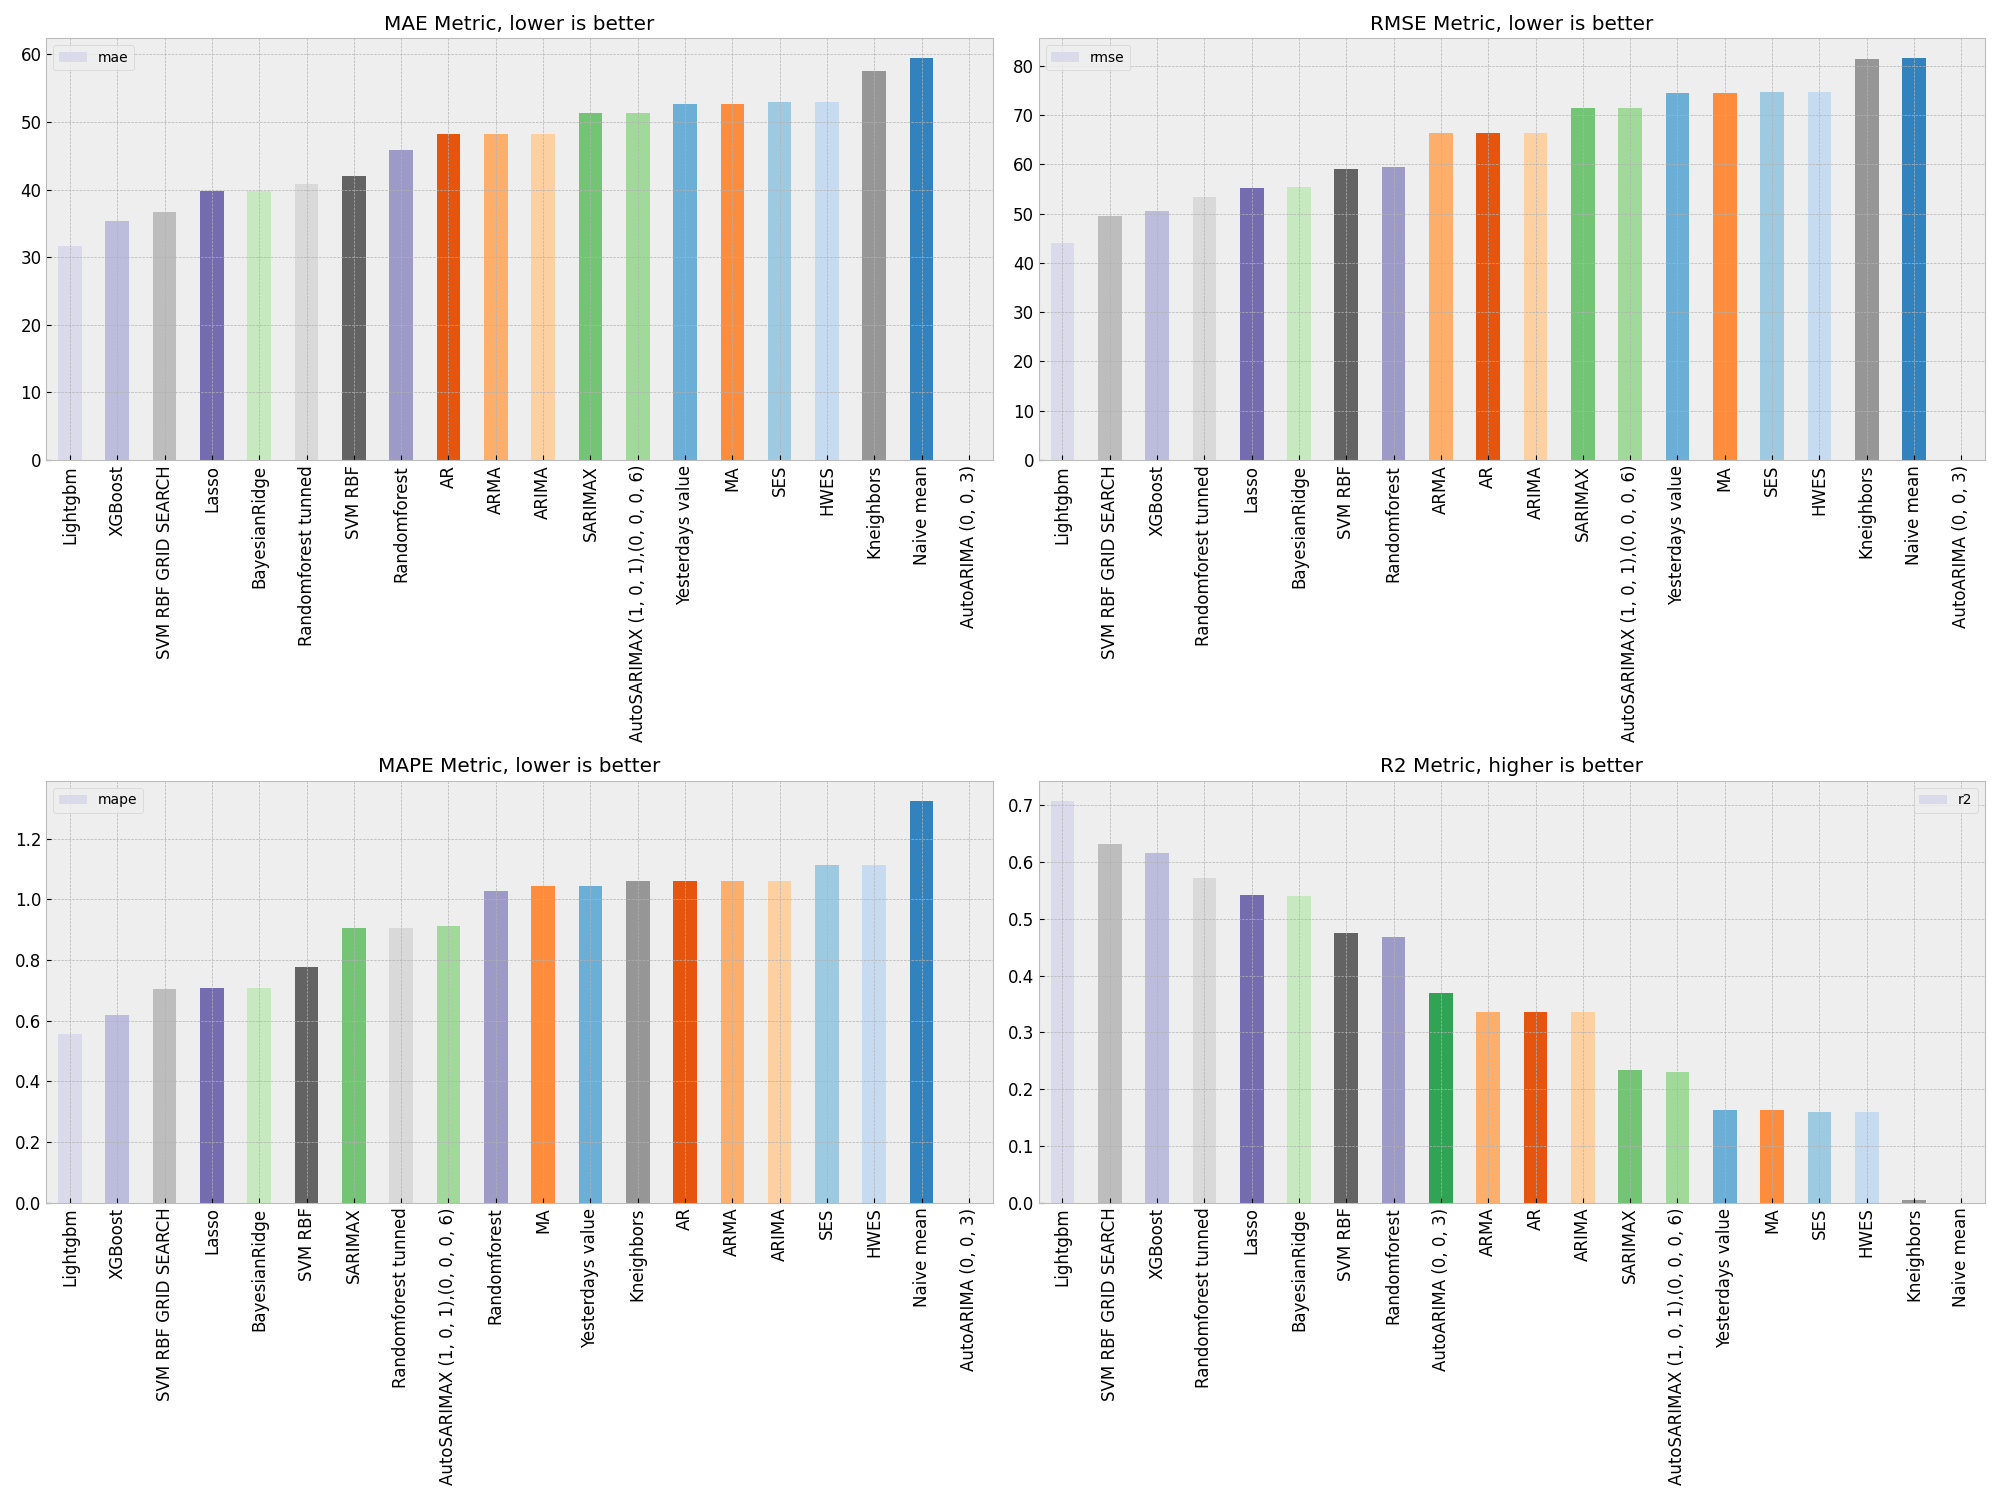 MAE Metric, lower is better
mae
60
50
40
30
20
10
0
Lightgbm
XGBoost
SVM RBF GRID SEARCH
Lasso
BayesianRidge
Randomforest tunned
SVM RBF
Randomforest
AR
ARMA
ARIMA
SARIMAX
AutoSARIMAX (1, 0, 1),(0, 0, 0, 6)
Yesterdays value
MA
SES
HWES
Kneighbors
Naive mean
AutoARIMA (0, 0, 3)
RMSE Metric, lower is better
rmse
80
70
60
50
40
30
20
10
0
Lightgbm
SVM RBF GRID SEARCH
XGBoost
Randomforest tunned
Lasso
BayesianRidge
SVM RBF
Randomforest
ARMA
AR
ARIMA
SARIMAX
AutoSARIMAX (1, 0, 1),(0, 0, 0, 6)
Yesterdays value
MA
SES
HWES
Kneighbors
Naive mean
AutoARIMA (0, 0, 3)
MAPE Metric, lower is better
mape
1.2
1.0
0.8
0.6
0.4
0.2
0.0
Lightgbm
XGBoost
SVM RBF GRID SEARCH
Lasso
BayesianRidge
SVM RBF
SARIMAX
Randomforest tunned
AutoSARIMAX (1, 0, 1),(0, 0, 0, 6)
Randomforest
MA
Yesterdays value
Kneighbors
AR
ARMA
ARIMA
SES
HWES
Naive mean
AutoARIMA (0, 0, 3)
R2 Metric, higher is better
r2
0.7
0.6
0.5
0.4
0.3
0.2
0.1
0.0
Lightgbm
SVM RBF GRID SEARCH
XGBoost
Randomforest tunned
Lasso
BayesianRidge
SVM RBF
Randomforest
AutoARIMA (0, 0, 3)
ARMA
AR
ARIMA
SARIMAX
AutoSARIMAX (1, 0, 1),(0, 0, 0, 6)
Yesterdays value
MA
SES
HWES
Kneighbors
Naive mean